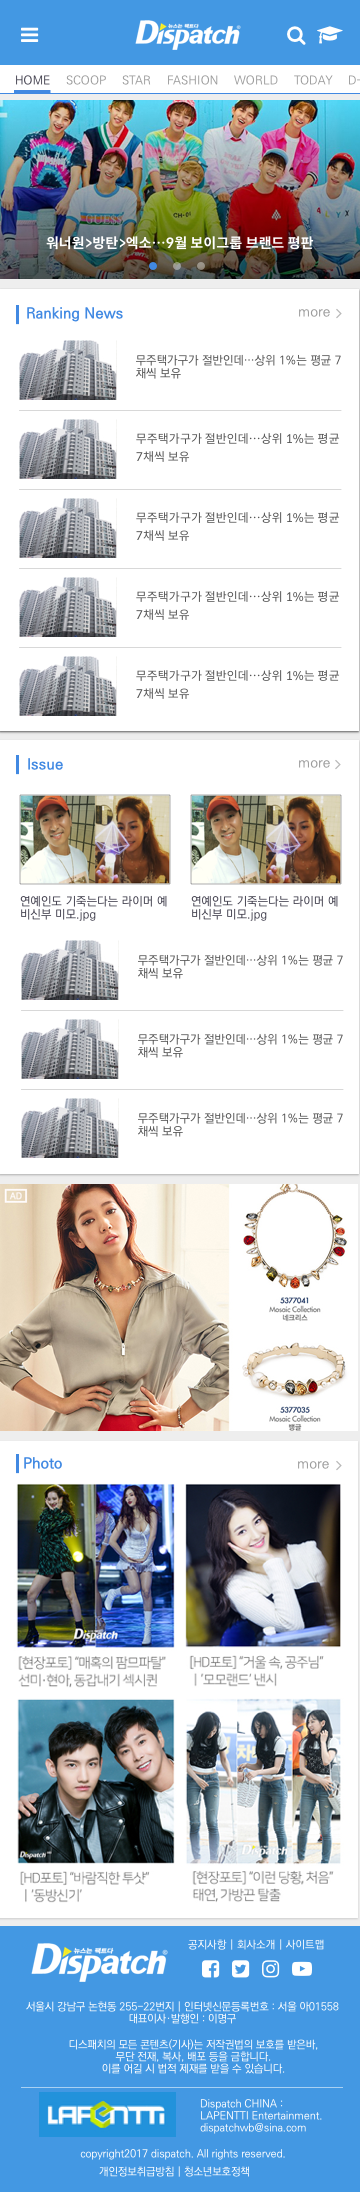 뉴스는 팩트다
Dispatch
HOME SCOOP STAR FASHION WORLD TODAY D-
GUESS
CH-01
워너원>방탄>엑소···9월 보이그룹 브랜드 평판
Ranking News
more >
무주택가구가 절반인데···상위 1%는 평균 7
채씩 보유
무주택가구가 절반인데···상위 1%는 평균
7채씩 보유
무주택가구가 절반인데···상위 1%는 평균
7채씩 보유
무주택가구가 절반인데···상위 1%는 평균
7채씩 보유
무주택가구가 절반인데···상위 1%는 평균
7채씩 보유
Issue
more >
연예인도 기죽는다는 라이머 예
비신부 미모.jpg
연예인도 기죽는다는 라이머 예
비신부 미모.jpg
무주택가구가 절반인데···상위 1%는 평균 7
채씩 보유
무주택가구가 절반인데···상위 1%는 평균 7
채씩 보유
무주택가구가 절반인데···상위 1%는 평균 7
채씩 보유
AD
5377041
Mosaic Collection
네크리스
5377035
Mosaic Collection
뱅글
Photo
more >
Dispatch
[현장포토] "매혹의 팜므파탈"
선미·현아, 동갑내기 섹시퀸
[HD포토] "거울 속, 공주님"
ㅣ'모모랜드' 낸시
Dispatch
[HD포토] "바람직한 투샷"
ㅣ'동방신기'
Dispatch
[현장포토] "이런 당황, 처음"
태연, 가방끈 탈출
뉴스는 팩트다
Dispatch
공지사항 | 회사소개 | 사이트맵
서울시 강남구 논현동 255-22번지 | 인터넷신문등록번호 : 서울 아01558
대표이사·발행인 : 이명구
디스패치의 모든 콘텐츠(기사)는 저작권법의 보호를 받은바,
무단 전재, 복사, 배포 등을 금합니다.
이를 어길 시 법적 제재를 받을 수 있습니다.
LAFENTTI
Dispatch CHINA :
LAPENTTI Entertainment.
dispatchwb@sina.com
copyright2017 dispatch. All rights reserved.
개인정보취급방침 | 청소년보호정책